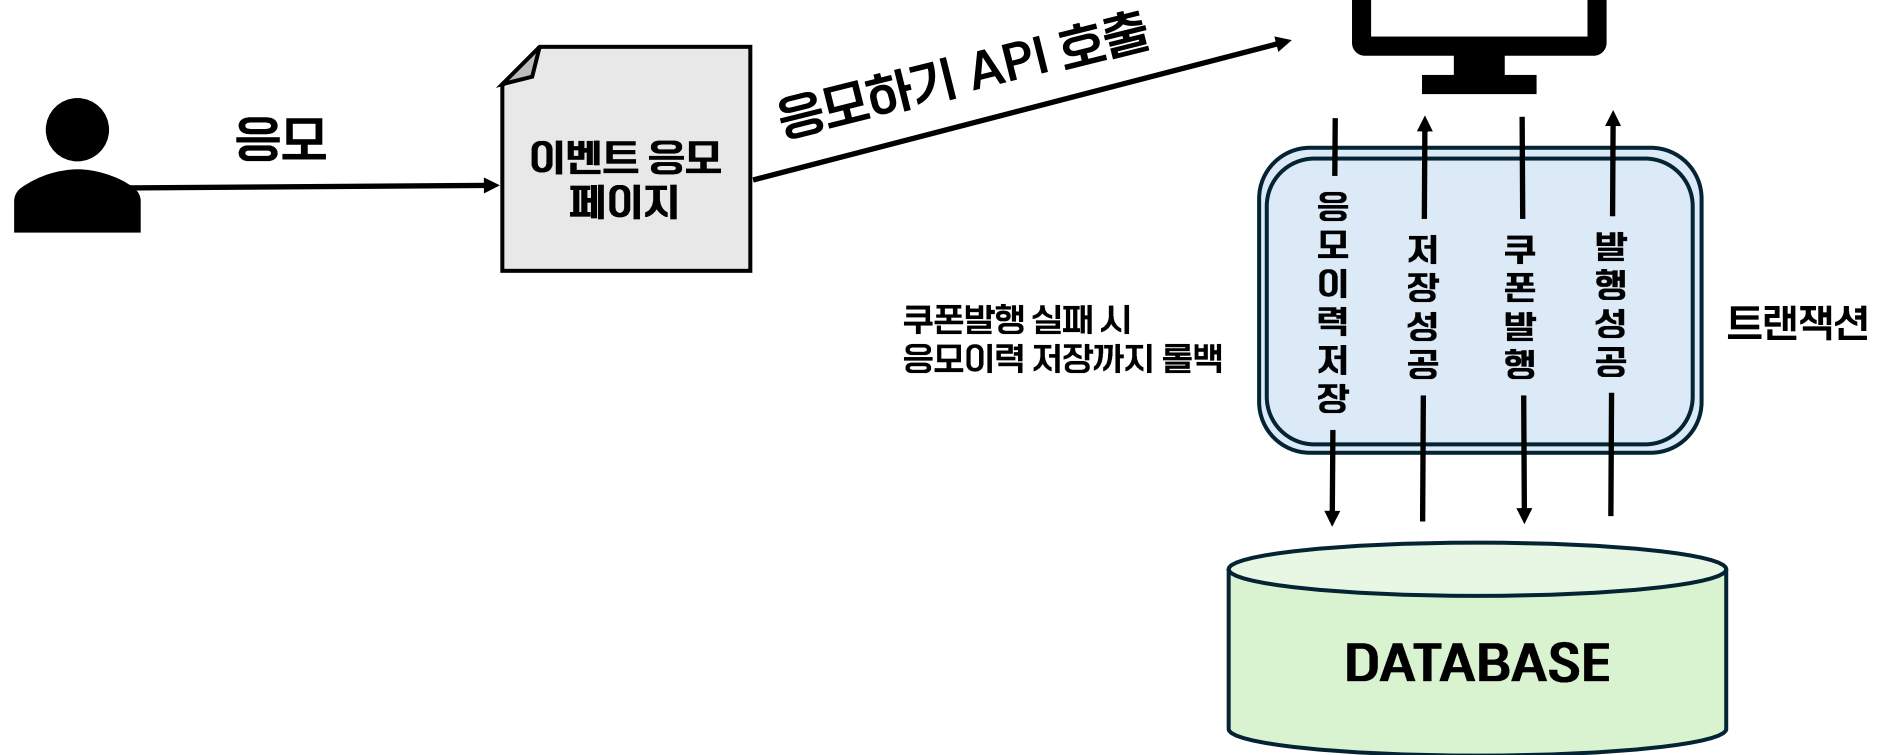 응모
이벤트 응모
페이지
응모하기 API 호출
쿠폰발행 실패 시
응모이력 저장까지 롤백
응모이력저장
저장성공
쿠폰발행
발행성공
트랜잭션
DATABASE